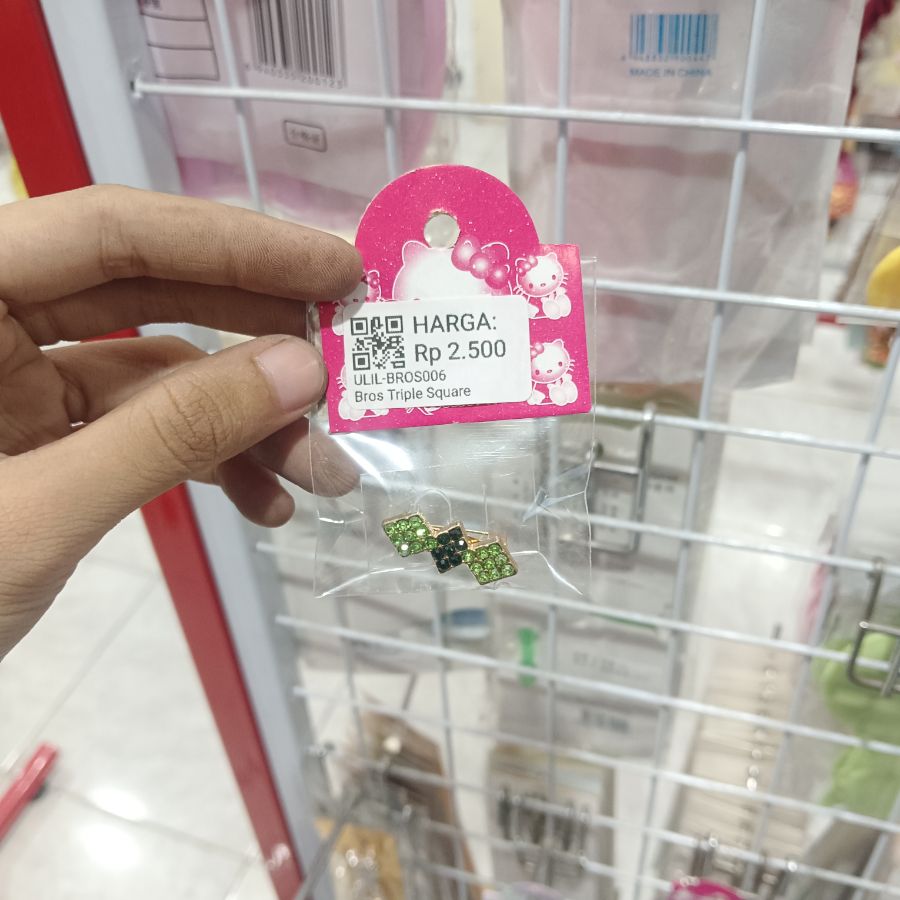 MADE IN CHINA
HARGA:
Rp 2.500
ULIL-BROS006
Bros Triple Square